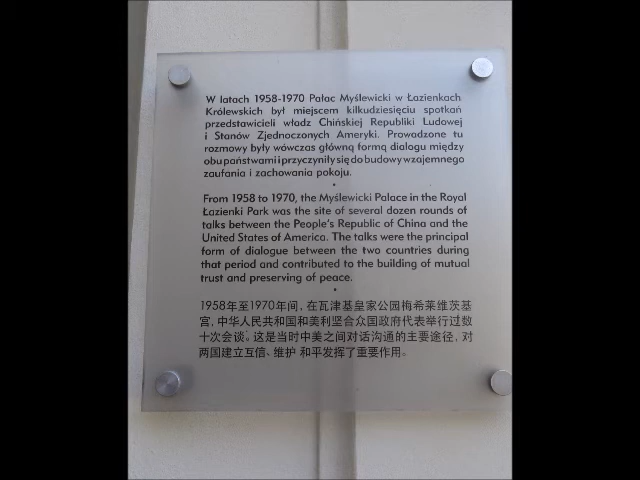 W latach 1958-1970 Pałac Myślewicki w Łazienkach
Królewskich był miejscem kilkudziesięciu spotkań
przedstawicieli władz Chińskiej Republiki Ludowej
i Stanów Zjednoczonych Ameryki. Prowadzone tu
rozmowy były wówczas główną formą dialogu między
obu państwami i przyczyniły się do budowy wzajemnego
zaufania i zachowania pokoju.
From 1958 to 1970, the Myślewicki Palace in the Royal
Łazienki Park was the site of several dozen rounds of
talks between the People's Republic of China and the
United States of America. The talks were the principal
form of dialogue between the two countries during
that period and contributed to the building of mutual
trust and preserving of peace.
1958年至1970年间, 在瓦津基皇家公园梅希莱维茨基
宫, 中华人民共和国和美利坚合众国政府代表举行过数
十次会谈。这是当时中美之间对话沟通的主要途径, 对
两国建立互信、维护 和平发挥了重要作用。